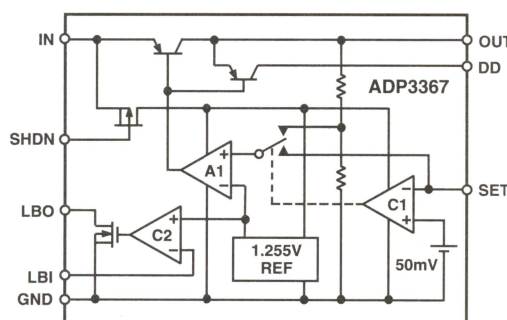 IN
OUT
DD
ADP3367
SHDN
+
A1
−
−
C1
+
SET
LBO
+
C2
−
1.255V
REF
50mV
LBI
GND